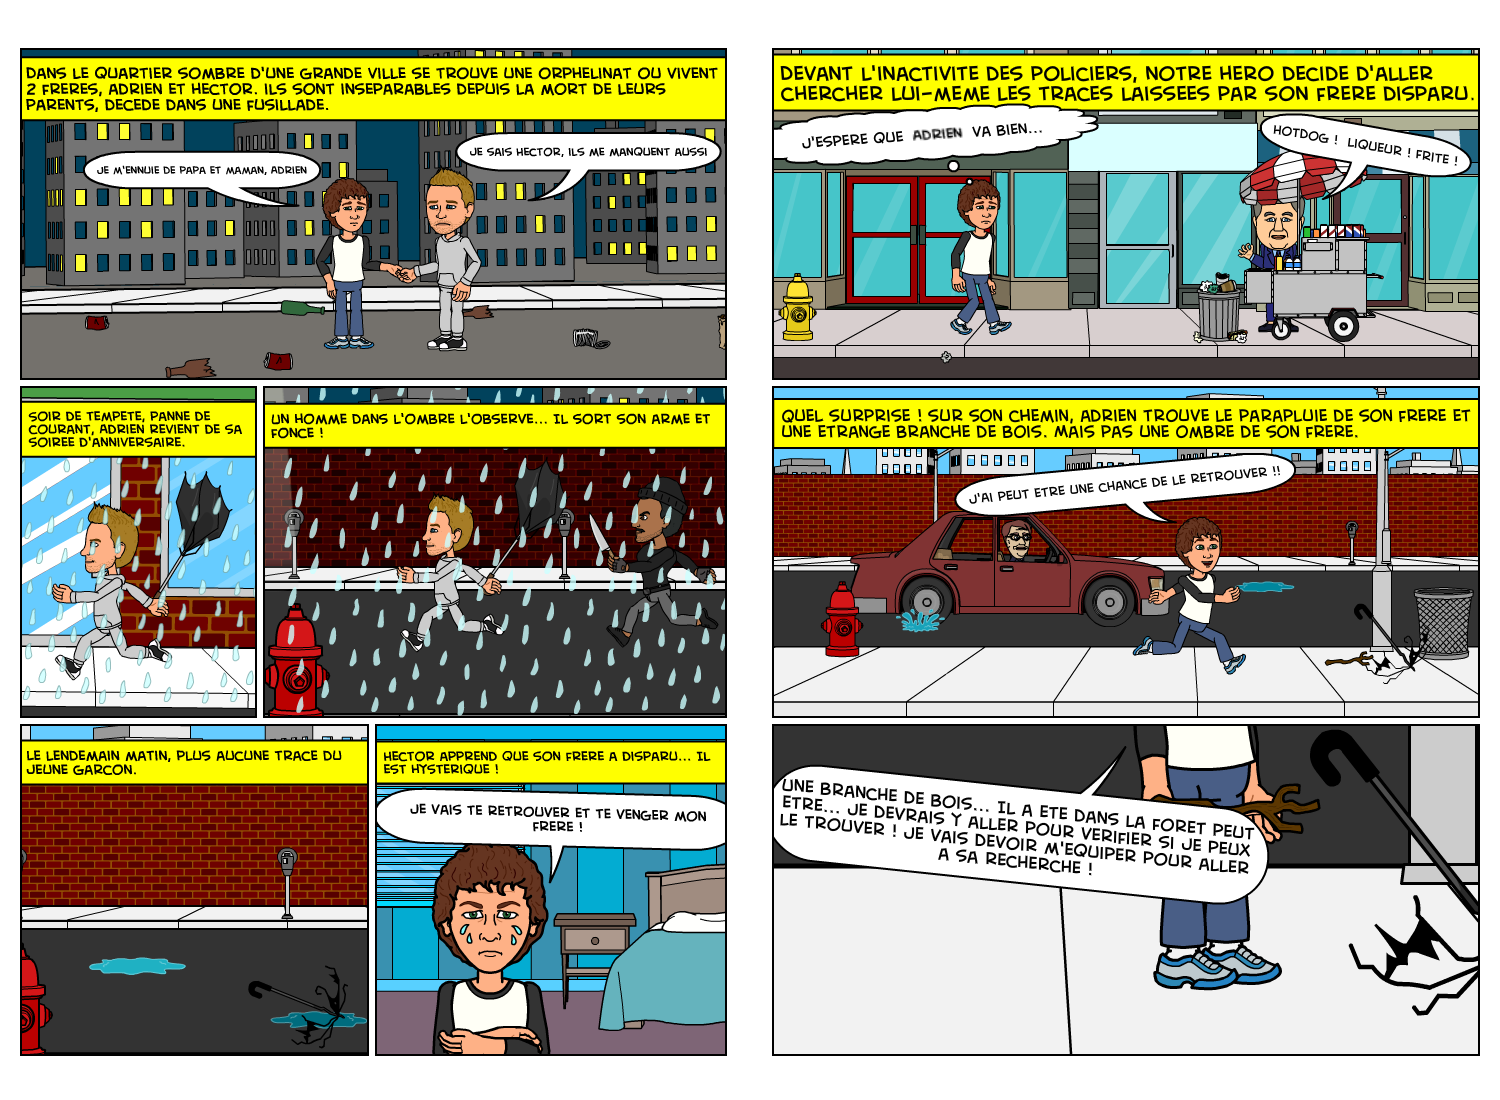 DANS LE QUARTIER SOMBRE D'UNE GRANDE VILLE SE TROUVE UNE ORPHELINAT OU VIVENT
2 FRERES, ADRIEN ET HECTOR. ILS SONT INSEPARABLES DEPUIS LA MORT DE LEURS
PARENTS, DECEDE DANS UNE FUSILLADE.
JE M'ENNUIE DE PAPA ET MAMAN, ADRIEN
JE SAIS HECTOR, ILS ME MANQUENT AUSSI
SOIR DE TEMPETE, PANNE DE
COURANT, ADRIEN REVIENT DE SA
SOIREE D'ANNIVERSAIRE.
UN HOMME DANS L'OMBRE L'OBSERVE... IL SORT SON ARME ET
FONCE !
LE LENDEMAIN MATIN, PLUS AUCUNE TRACE DU
JEUNE GARCON.
HECTOR APPREND QUE SON FRERE A DISPARU... IL
EST HYSTERIQUE !
JE VAIS TE RETROUVER ET TE VENGER MON
FRERE !
DEVANT L'INACTIVITE DES POLICIERS, NOTRE HERO DECIDE D'ALLER
CHERCHER LUI-MEME LES TRACES LAISSEES PAR SON FRERE DISPARU.
J'ESPERE QUE ADRIEN VA BIEN...
HOTDOG ! LIQUEUR ! FRITE !
QUEL SURPRISE ! SUR SON CHEMIN, ADRIEN TROUVE LE PARAPLUIE DE SON FRERE ET
UNE ETRANGE BRANCHE DE BOIS. MAIS PAS UNE OMBRE DE SON FRERE.
J'AI PEUT ETRE UNE CHANCE DE LE RETROUVER !!
UNE BRANCHE DE BOIS... IL A ETE DANS LA FORET PEUT
ETRE... JE DEVRAIS Y ALLER POUR VERIFIER SI JE PEUX
LE TROUVER ! JE VAIS DEVOIR M'EQUIPER POUR ALLER
A SA RECHERCHE !